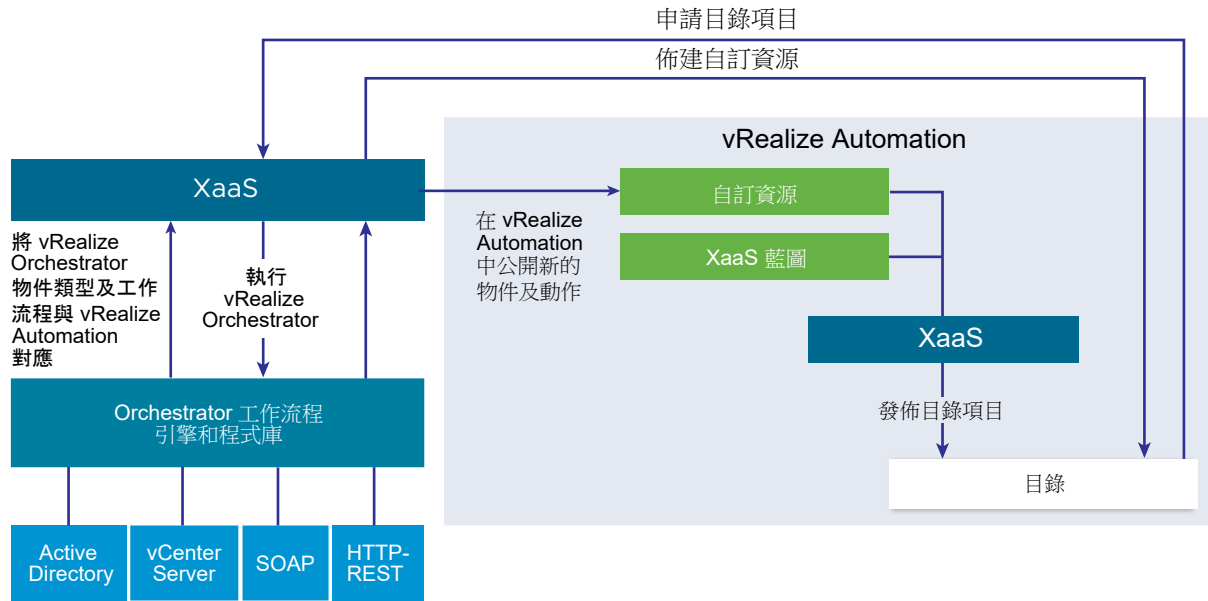 申請目錄項目
佈建自訂資源
vRealize Automation
XaaS
自訂資源
在 vRealize
Automation
中公開新的
物件及動作
XaaS 藍圖
將 vRealize
Orchestrator
物件類型及工作
流程與 vRealize
Automation
對應
執行
vRealize
Orchestrator
XaaS
發佈目錄項目
Orchestrator 工作流程
引擎和程式庫
目錄
Active
Directory
vCenter
Server
SOAP
HTTP-
REST